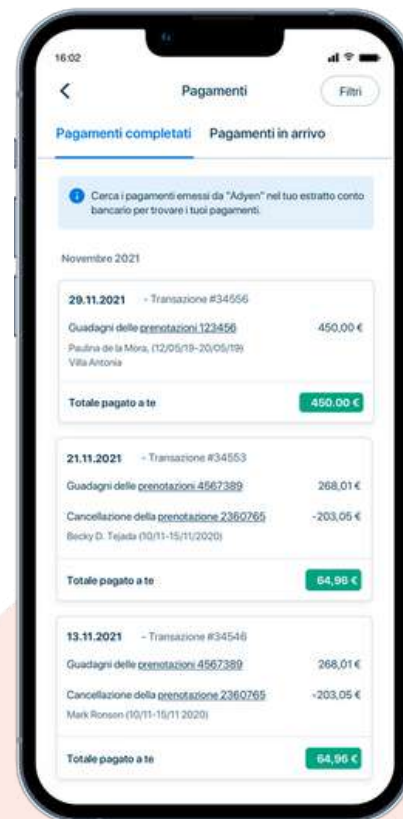 16:02
Pagamenti
Filtri
Pagamenti completati Pagamenti in arrivo
Cerca i pagamenti emessi da "Adyen" nel tuo estratto conto
bancario per trovare i tuoi pagamenti.
Novembre 2021
29.11.2021 - Transazione #34556
Guadagni delle prenotazioni 123456 450,00 €
Paulina de la Mora, (12/05/19-20/05/19)
Villa Antonia
Totale pagato a te 450.00 €
21.11.2021 - Transazione #34553
Guadagni delle prenotazioni 4567389 268,01 €
Cancellazione della prenotazione 2360765 -203,05 €
Becky D. Tejada (10/11-15/11/2020)
Totale pagato a te 64,96 €
13.11.2021 - Transazione #34546
Guadagni delle prenotazioni 4567389 268,01 €
Cancellazione della prenotazione 2360765 -203,05 €
Mark Ronson (10/11-15/11 2020)
Totale pagato a te 64,96 €